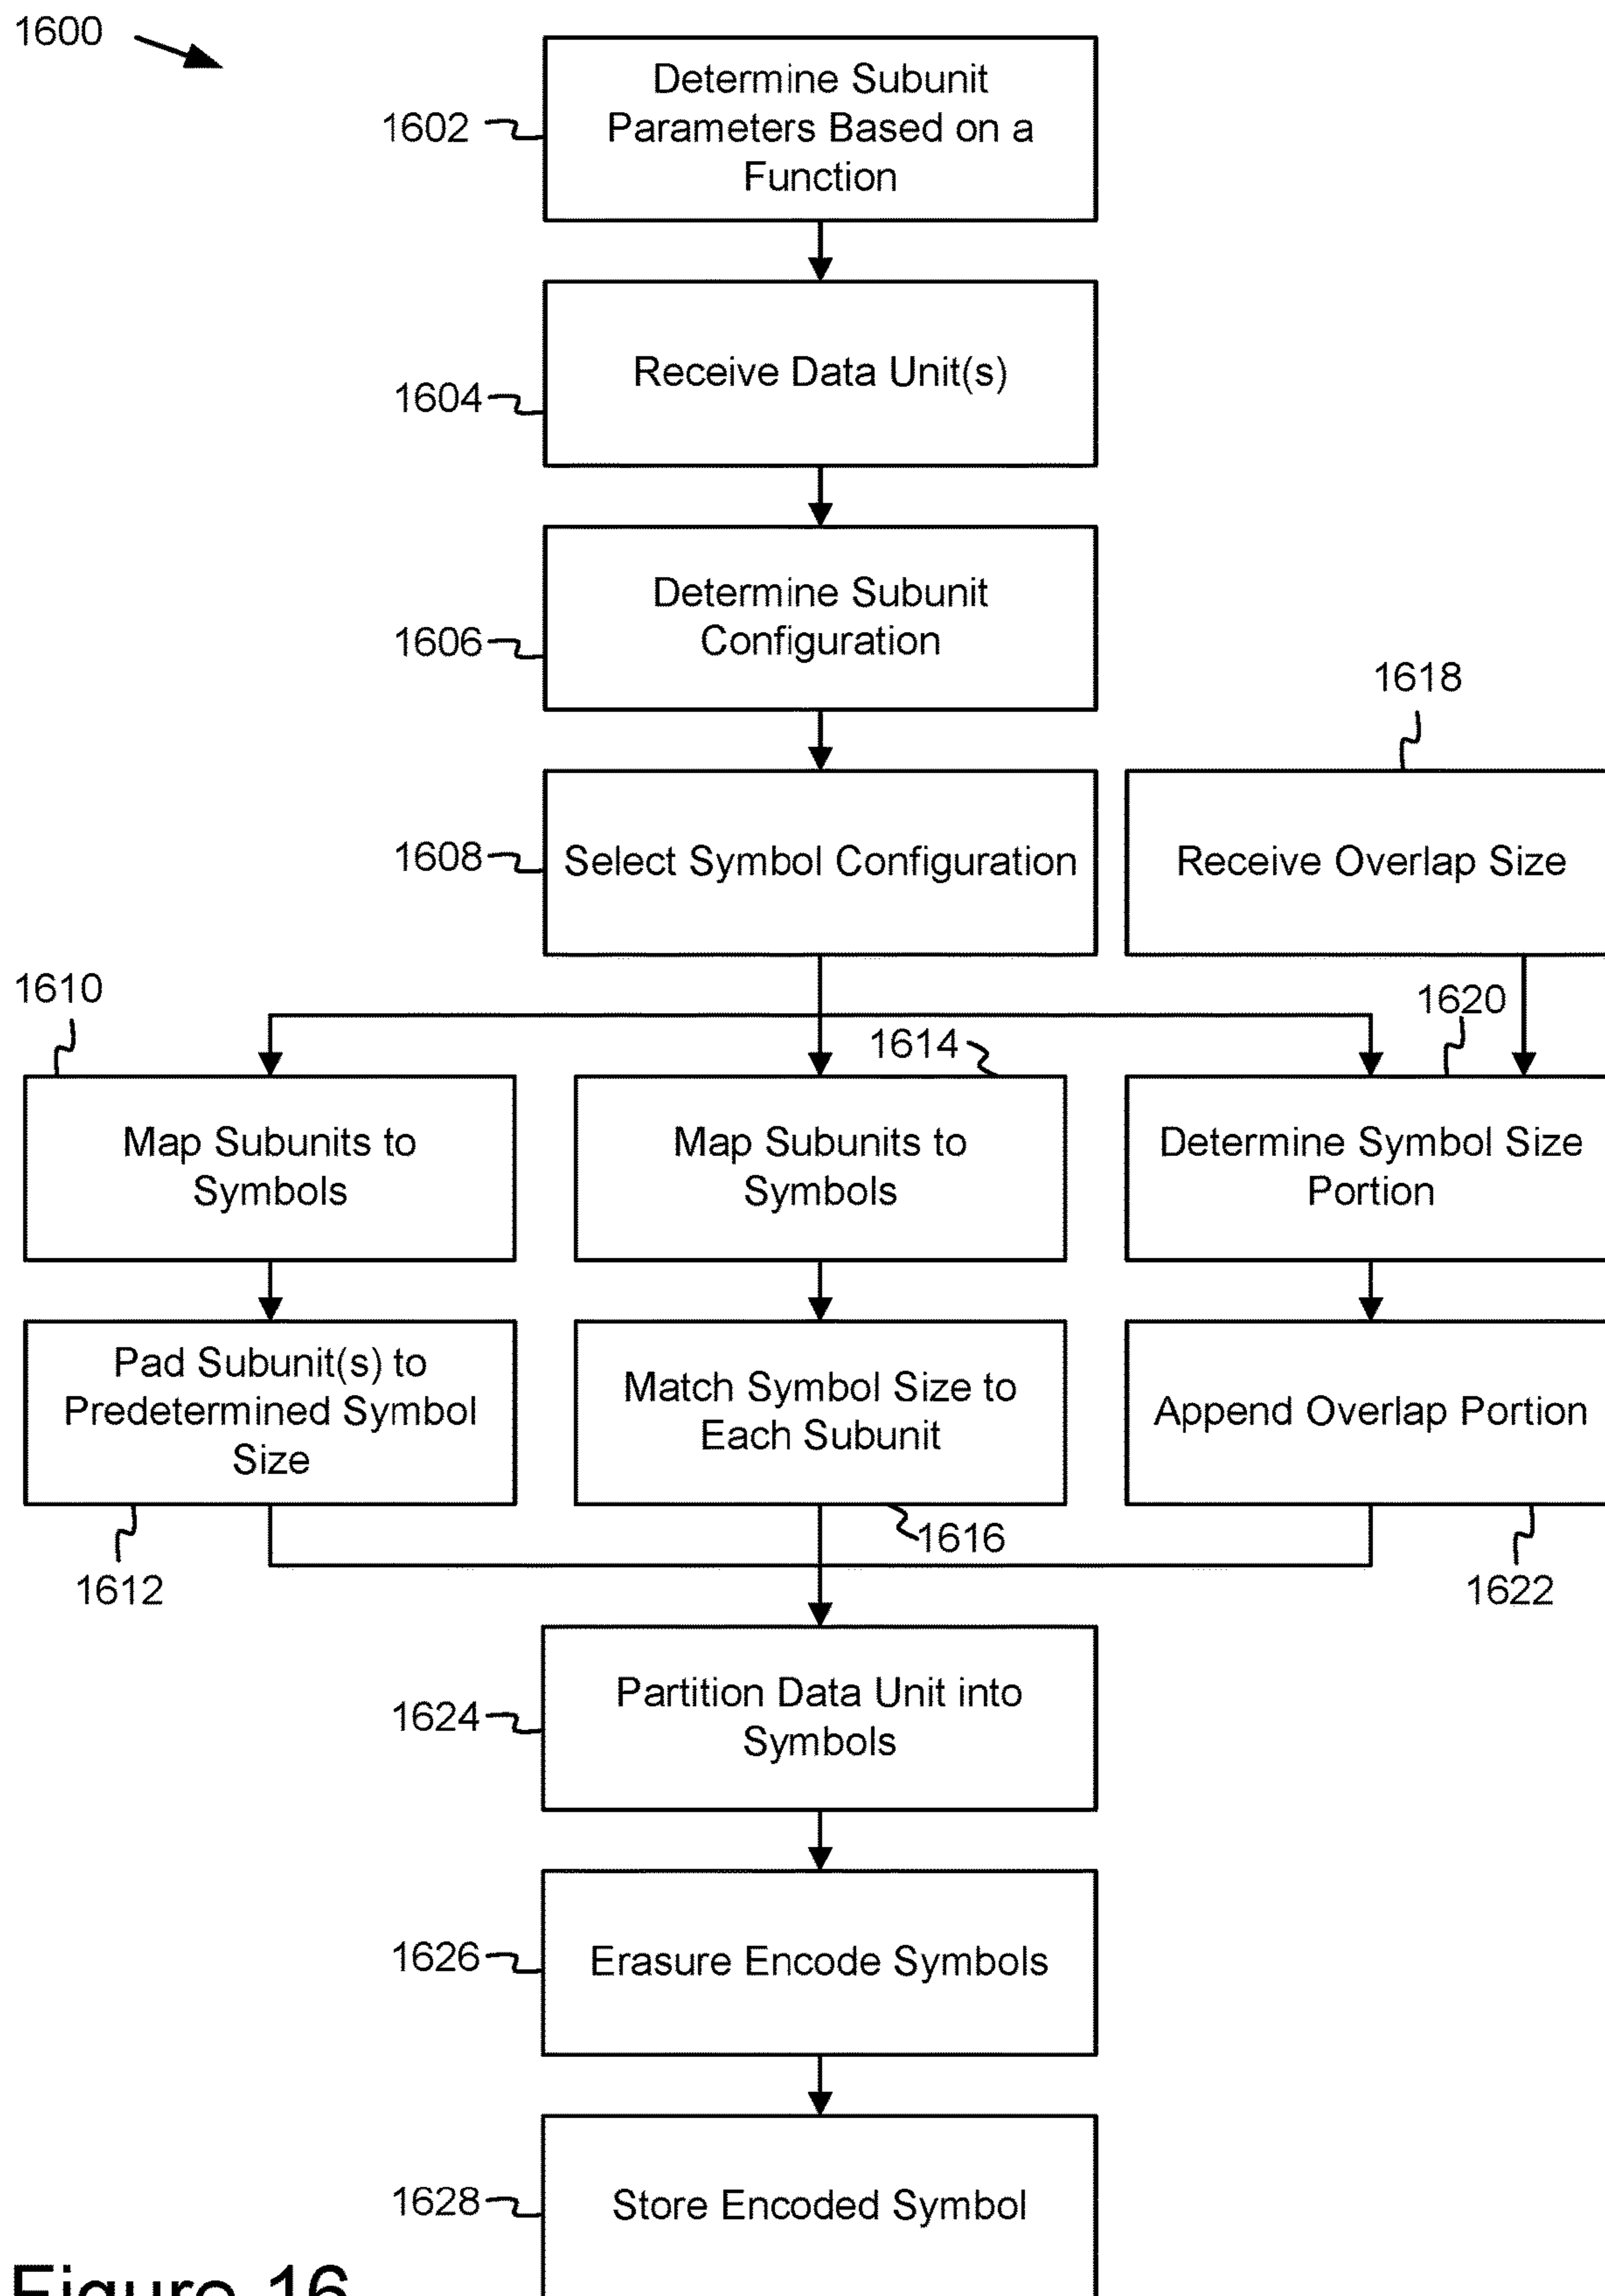 1600
Determine Subunit
Parameters Based on a
Function
1602
Receive Data Unit(s)
1604
Determine Subunit
Configuration
1606
1618
Select Symbol Configuration
1608
Receive Overlap Size
1610
1620
1614
Map Subunits to
Symbols
Map Subunits to
Symbols
Determine Symbol Size
Portion
Pad Subunit(s) to
Predetermined Symbol
Size
Match Symbol Size to
Each Subunit
Append Overlap Portion
1616
1612
1622
Partition Data Unit into
Symbols
1624
Erasure Encode Symbols
1626
Store Encoded Symbol
1628
Figure 16